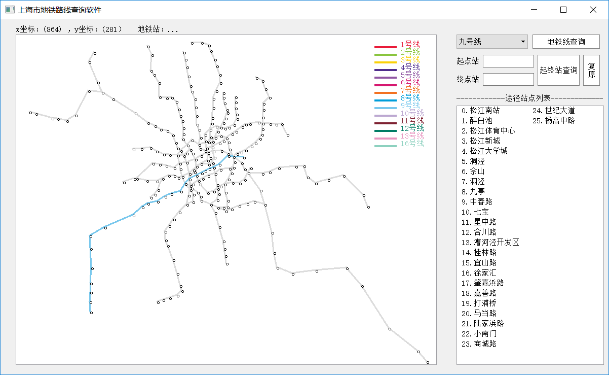 上海市地铁路线查询软件
x坐标：(864) ，y坐标：(281) 地铁站：...
1号线
2号线
3号线
4号线
5号线
6号线
7号线
8号线
9号线
10号线
11号线
12号线
13号线
16号线
九号线
地铁线查询
起点站
终点站
起终站查询
复原
途径站点列表
0. 松江南站
1. 醉白池
2. 松江体育中心
3. 松江新城
4. 松江大学城
5. 洞泾
6. 佘山
7. 泗泾
8. 九亭
9. 中春路
10. 七宝
11. 星中路
12. 合川路
13. 漕河泾开发区
14. 桂林路
15. 宜山路
16. 徐家汇
17. 肇嘉浜路
18. 嘉善路
19. 打浦桥
20. 马当路
21. 陆家浜路
22. 小南门
23. 商城路
24. 世纪大道
25. 杨高中路